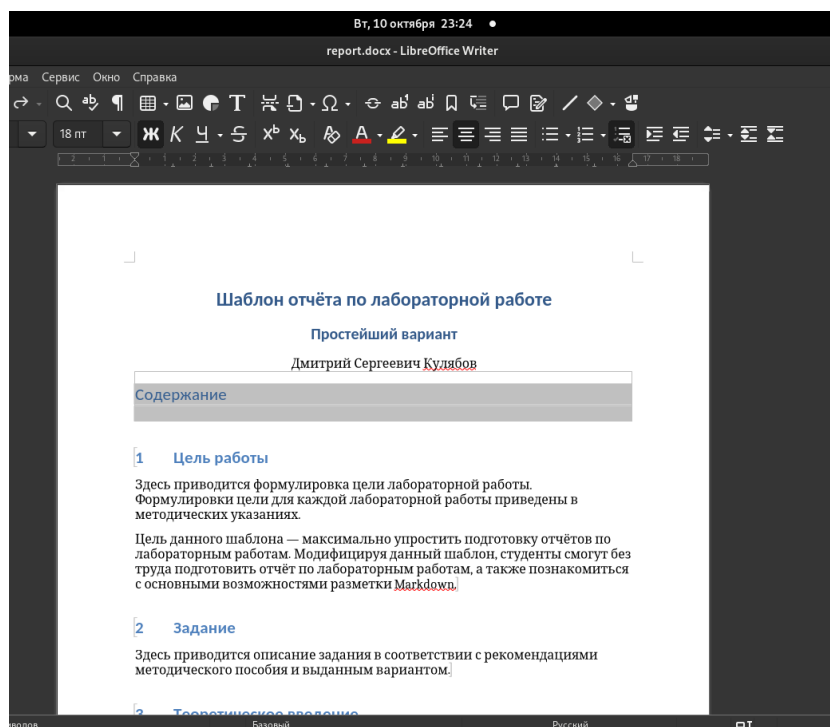 Вт, 10 октября 23:24
report.docx - LibreOffice Writer
рма Сервис Окно Справка
18 пт
Шаблон отчёта по лабораторной работе
Простейший вариант
Дмитрий Сергеевич Кулябов
Содержание
1 Цель работы
Здесь приводится формулировка цели лабораторной работы.
Формулировки цели для каждой лабораторной работы приведены в
методических указаниях.
Цель данного шаблона — максимально упростить подготовку отчётов по
лабораторным работам. Модифицируя данный шаблон, студенты смогут без
труда подготовить отчёт по лабораторным работам, а также познакомиться
с основными возможностями разметки Markdown.
2 Задание
Здесь приводится описание задания в соответствии с рекомендациями
методического пособия и выданным вариантом.
3 Теоретическое введение
Базовый
Русский